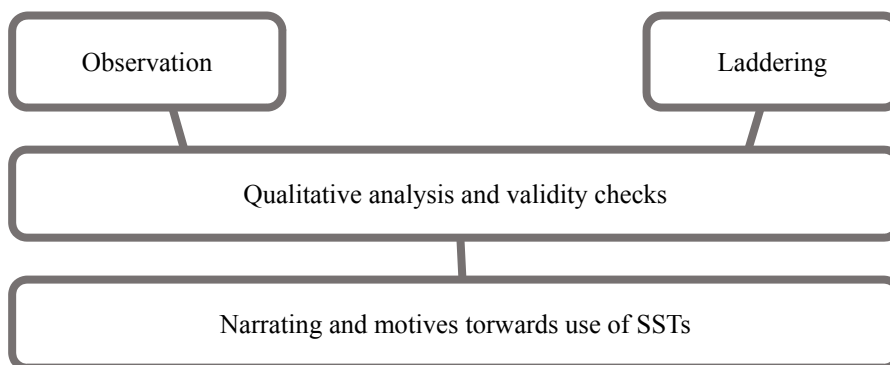 Observation
Laddering
Qualitative analysis and validity checks
Narrating and motives torwards use of SSTs